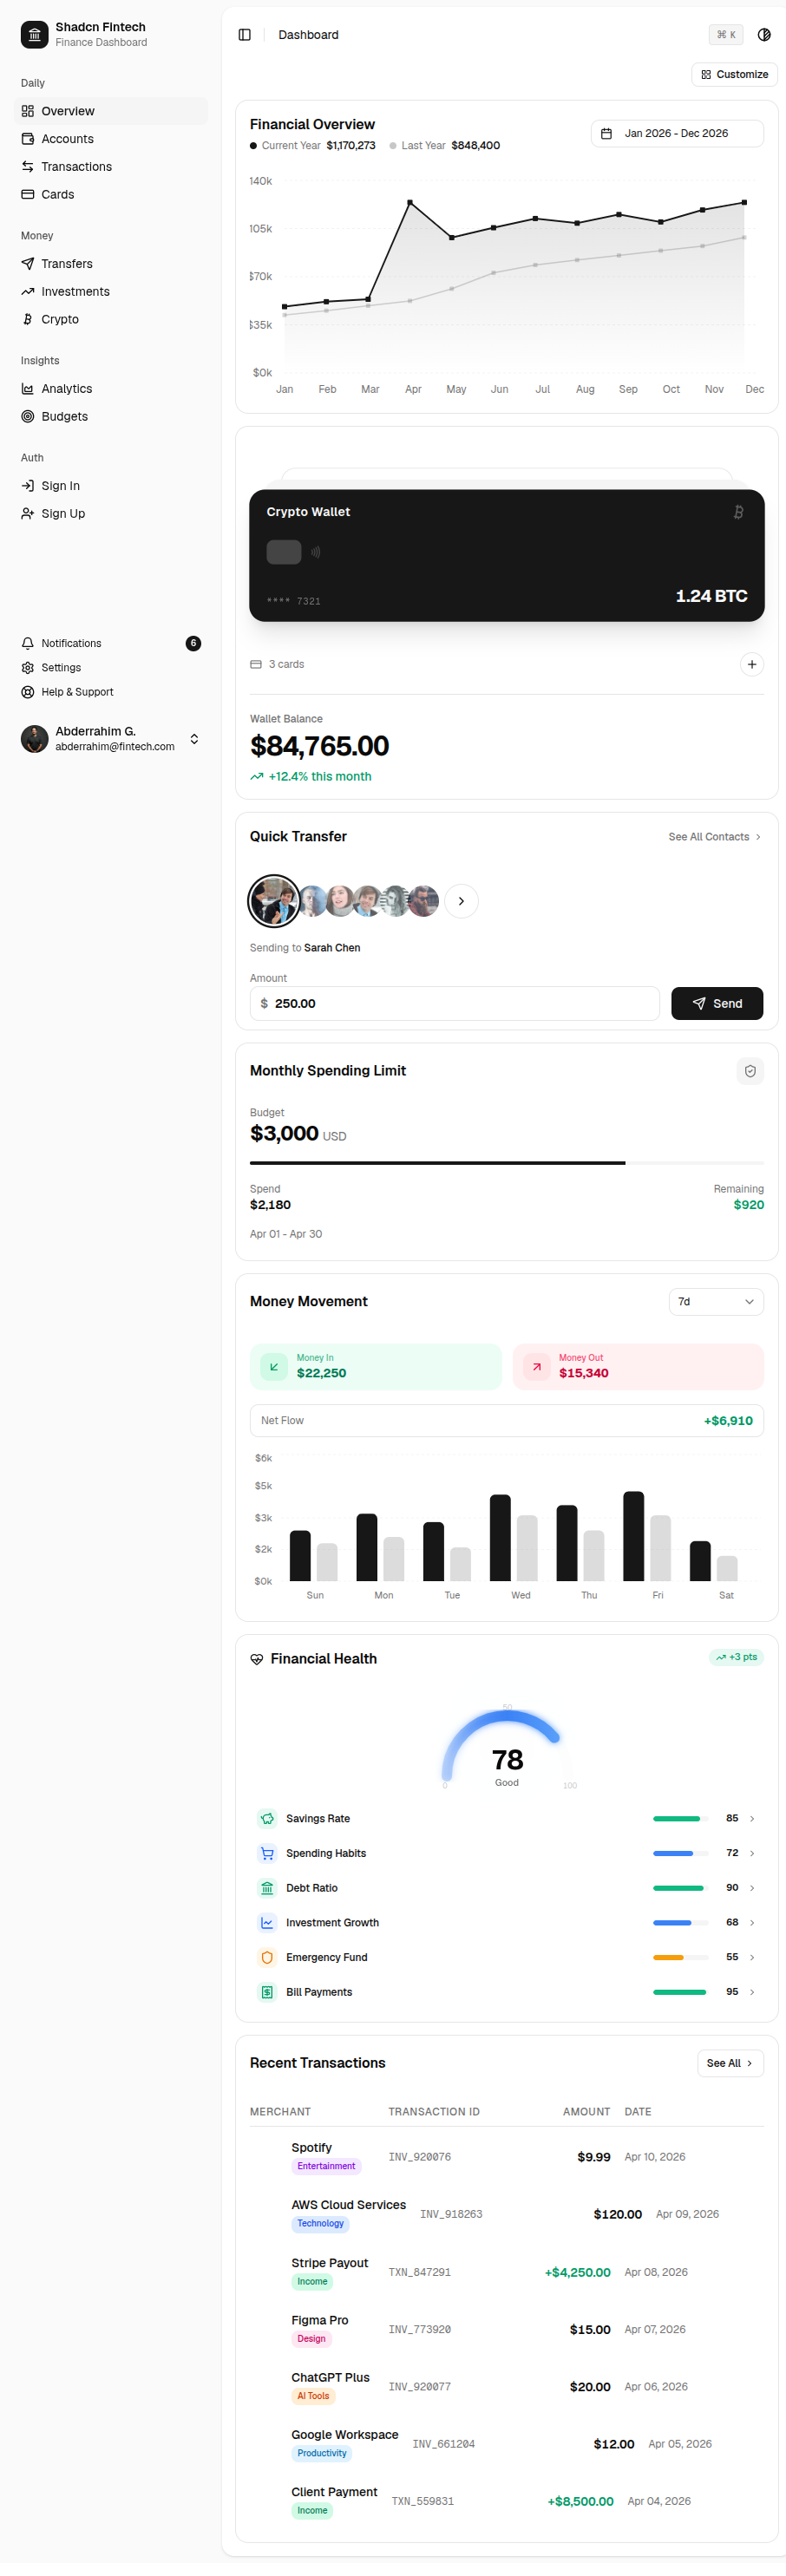 Shadcn Fintech
Finance Dashboard
Daily
Overview
Accounts
Transactions
Cards
Money
Transfers
Investments
Crypto
Insights
Analytics
Budgets
Auth
Sign In
Sign Up
Notifications 6
Settings
Help & Support
Abderrahim G.
abderrahim@fintech.com
Dashboard
⌘ K
Customize
Financial Overview
Current Year $1,170,273 Last Year $848,400
Jan 2026 - Dec 2026
140k
105k
$70k
$35k
$0k
Jan Feb Mar Apr May Jun Jul Aug Sep Oct Nov Dec
Crypto Wallet
**** 7321
1.24 BTC
3 cards
Wallet Balance
$84,765.00
+12.4% this month
Quick Transfer
See All Contacts
Sending to Sarah Chen
Amount
$ 250.00
Send
Monthly Spending Limit
Budget
$3,000 USD
Spend Remaining
$2,180 $920
Apr 01 - Apr 30
Money Movement
7d
Money In
$22,250
Money Out
$15,340
Net Flow +$6,910
$6k
$5k
$3k
$2k
$0k
Sun Mon Tue Wed Thu Fri Sat
Financial Health
+3 pts
50
78
Good
0 100
Savings Rate 85
Spending Habits 72
Debt Ratio 90
Investment Growth 68
Emergency Fund 55
Bill Payments 95
Recent Transactions
See All
MERCHANT TRANSACTION ID AMOUNT DATE
Spotify
Entertainment
INV_920076 $9.99 Apr 10, 2026
AWS Cloud Services
Technology
INV_918263 $120.00 Apr 09, 2026
Stripe Payout
Income
TXN_847291 +$4,250.00 Apr 08, 2026
Figma Pro
Design
INV_773920 $15.00 Apr 07, 2026
ChatGPT Plus
AI Tools
INV_920077 $20.00 Apr 06, 2026
Google Workspace
Productivity
INV_661204 $12.00 Apr 05, 2026
Client Payment
Income
TXN_559831 +$8,500.00 Apr 04, 2026